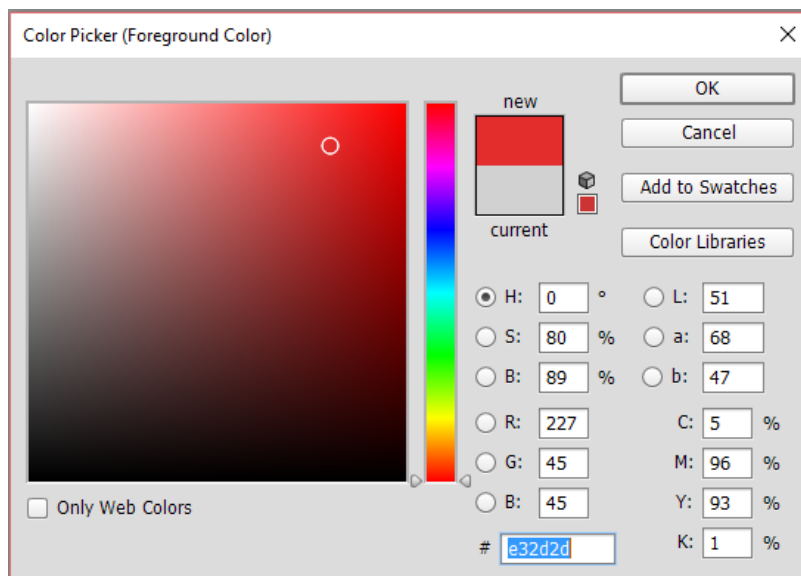 Color Picker (Foreground Color)
new
current
OK
Cancel
Add to Swatches
Color Libraries
H: 0 °
S: 80 %
B: 89 %
R: 227
G: 45
B: 45
# e32d2d
L: 51
a: 68
b: 47
C: 5 %
M: 96 %
Y: 93 %
K: 1 %
Only Web Colors